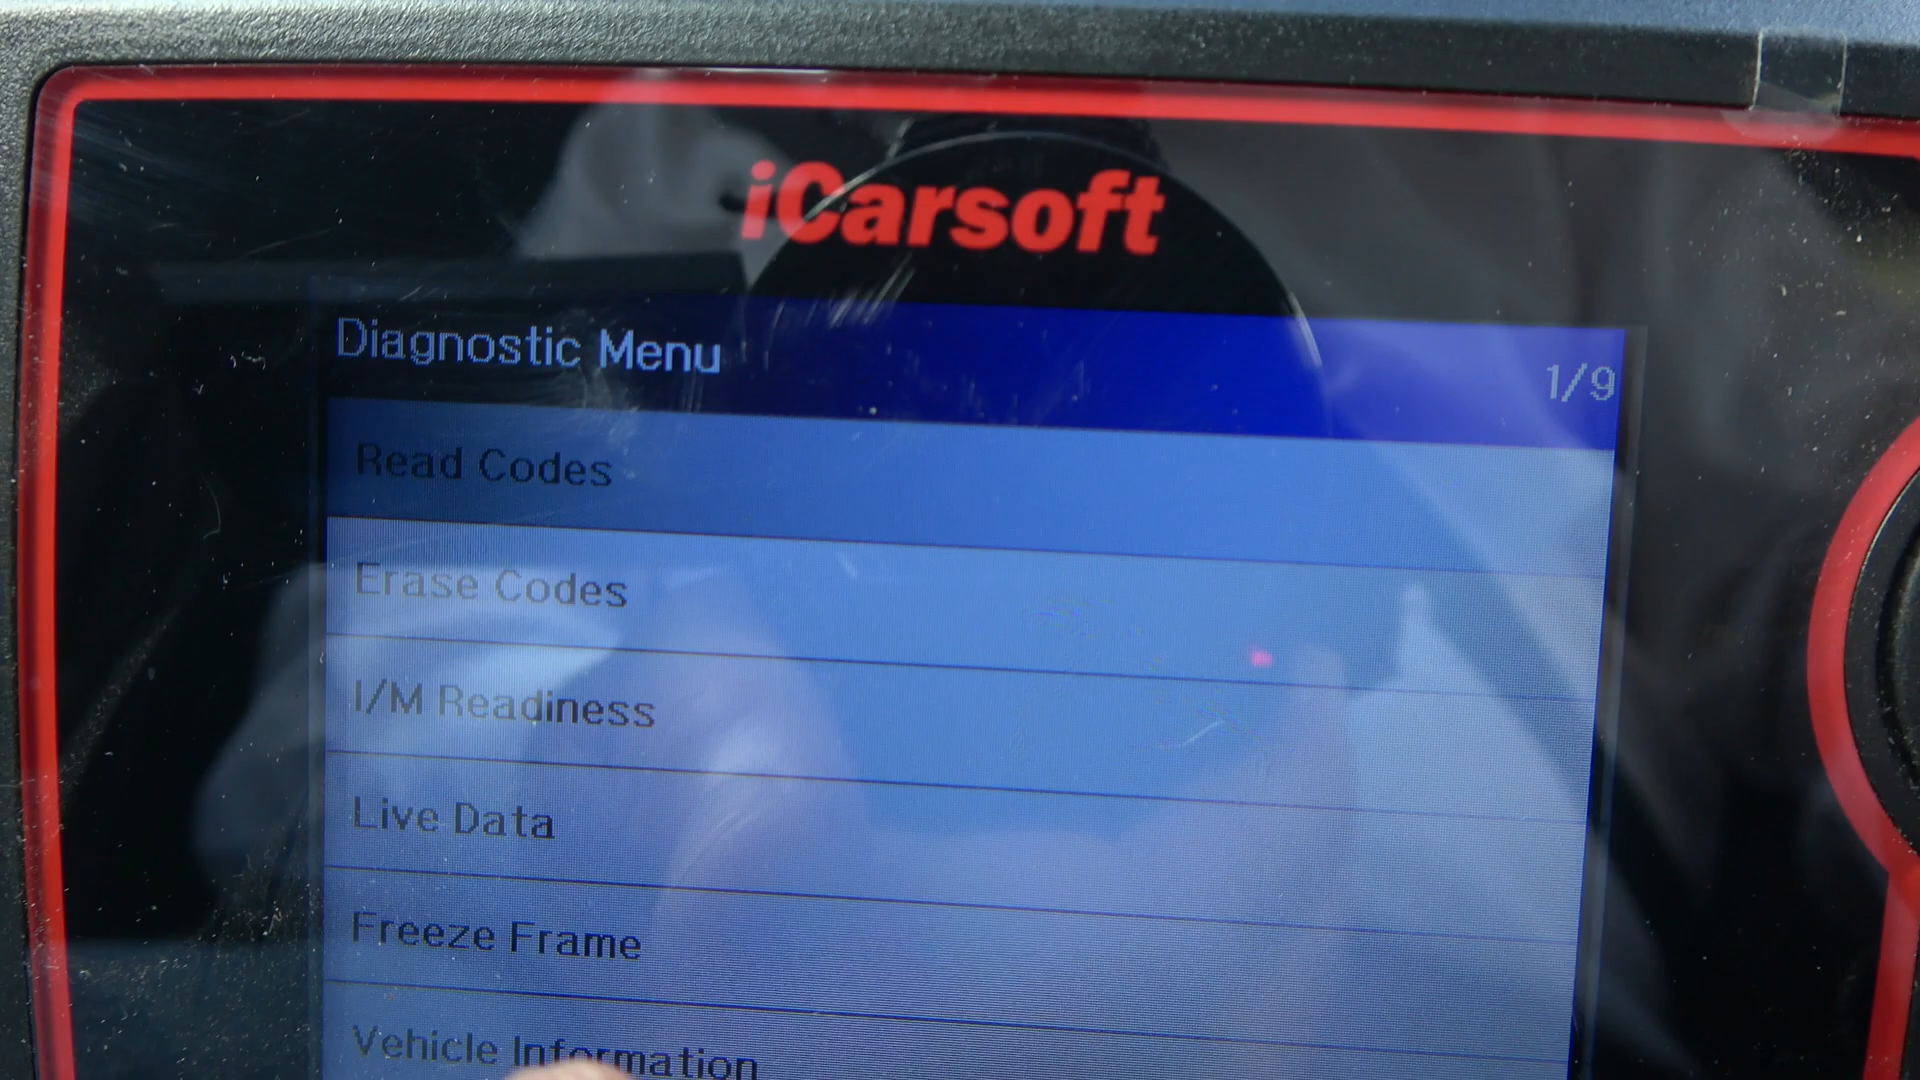 iCarsoft
Diagnostic Menu 1/9
Read Codes
Erase Codes
I/M Readiness
Live Data
Freeze Frame
Vehicle Information